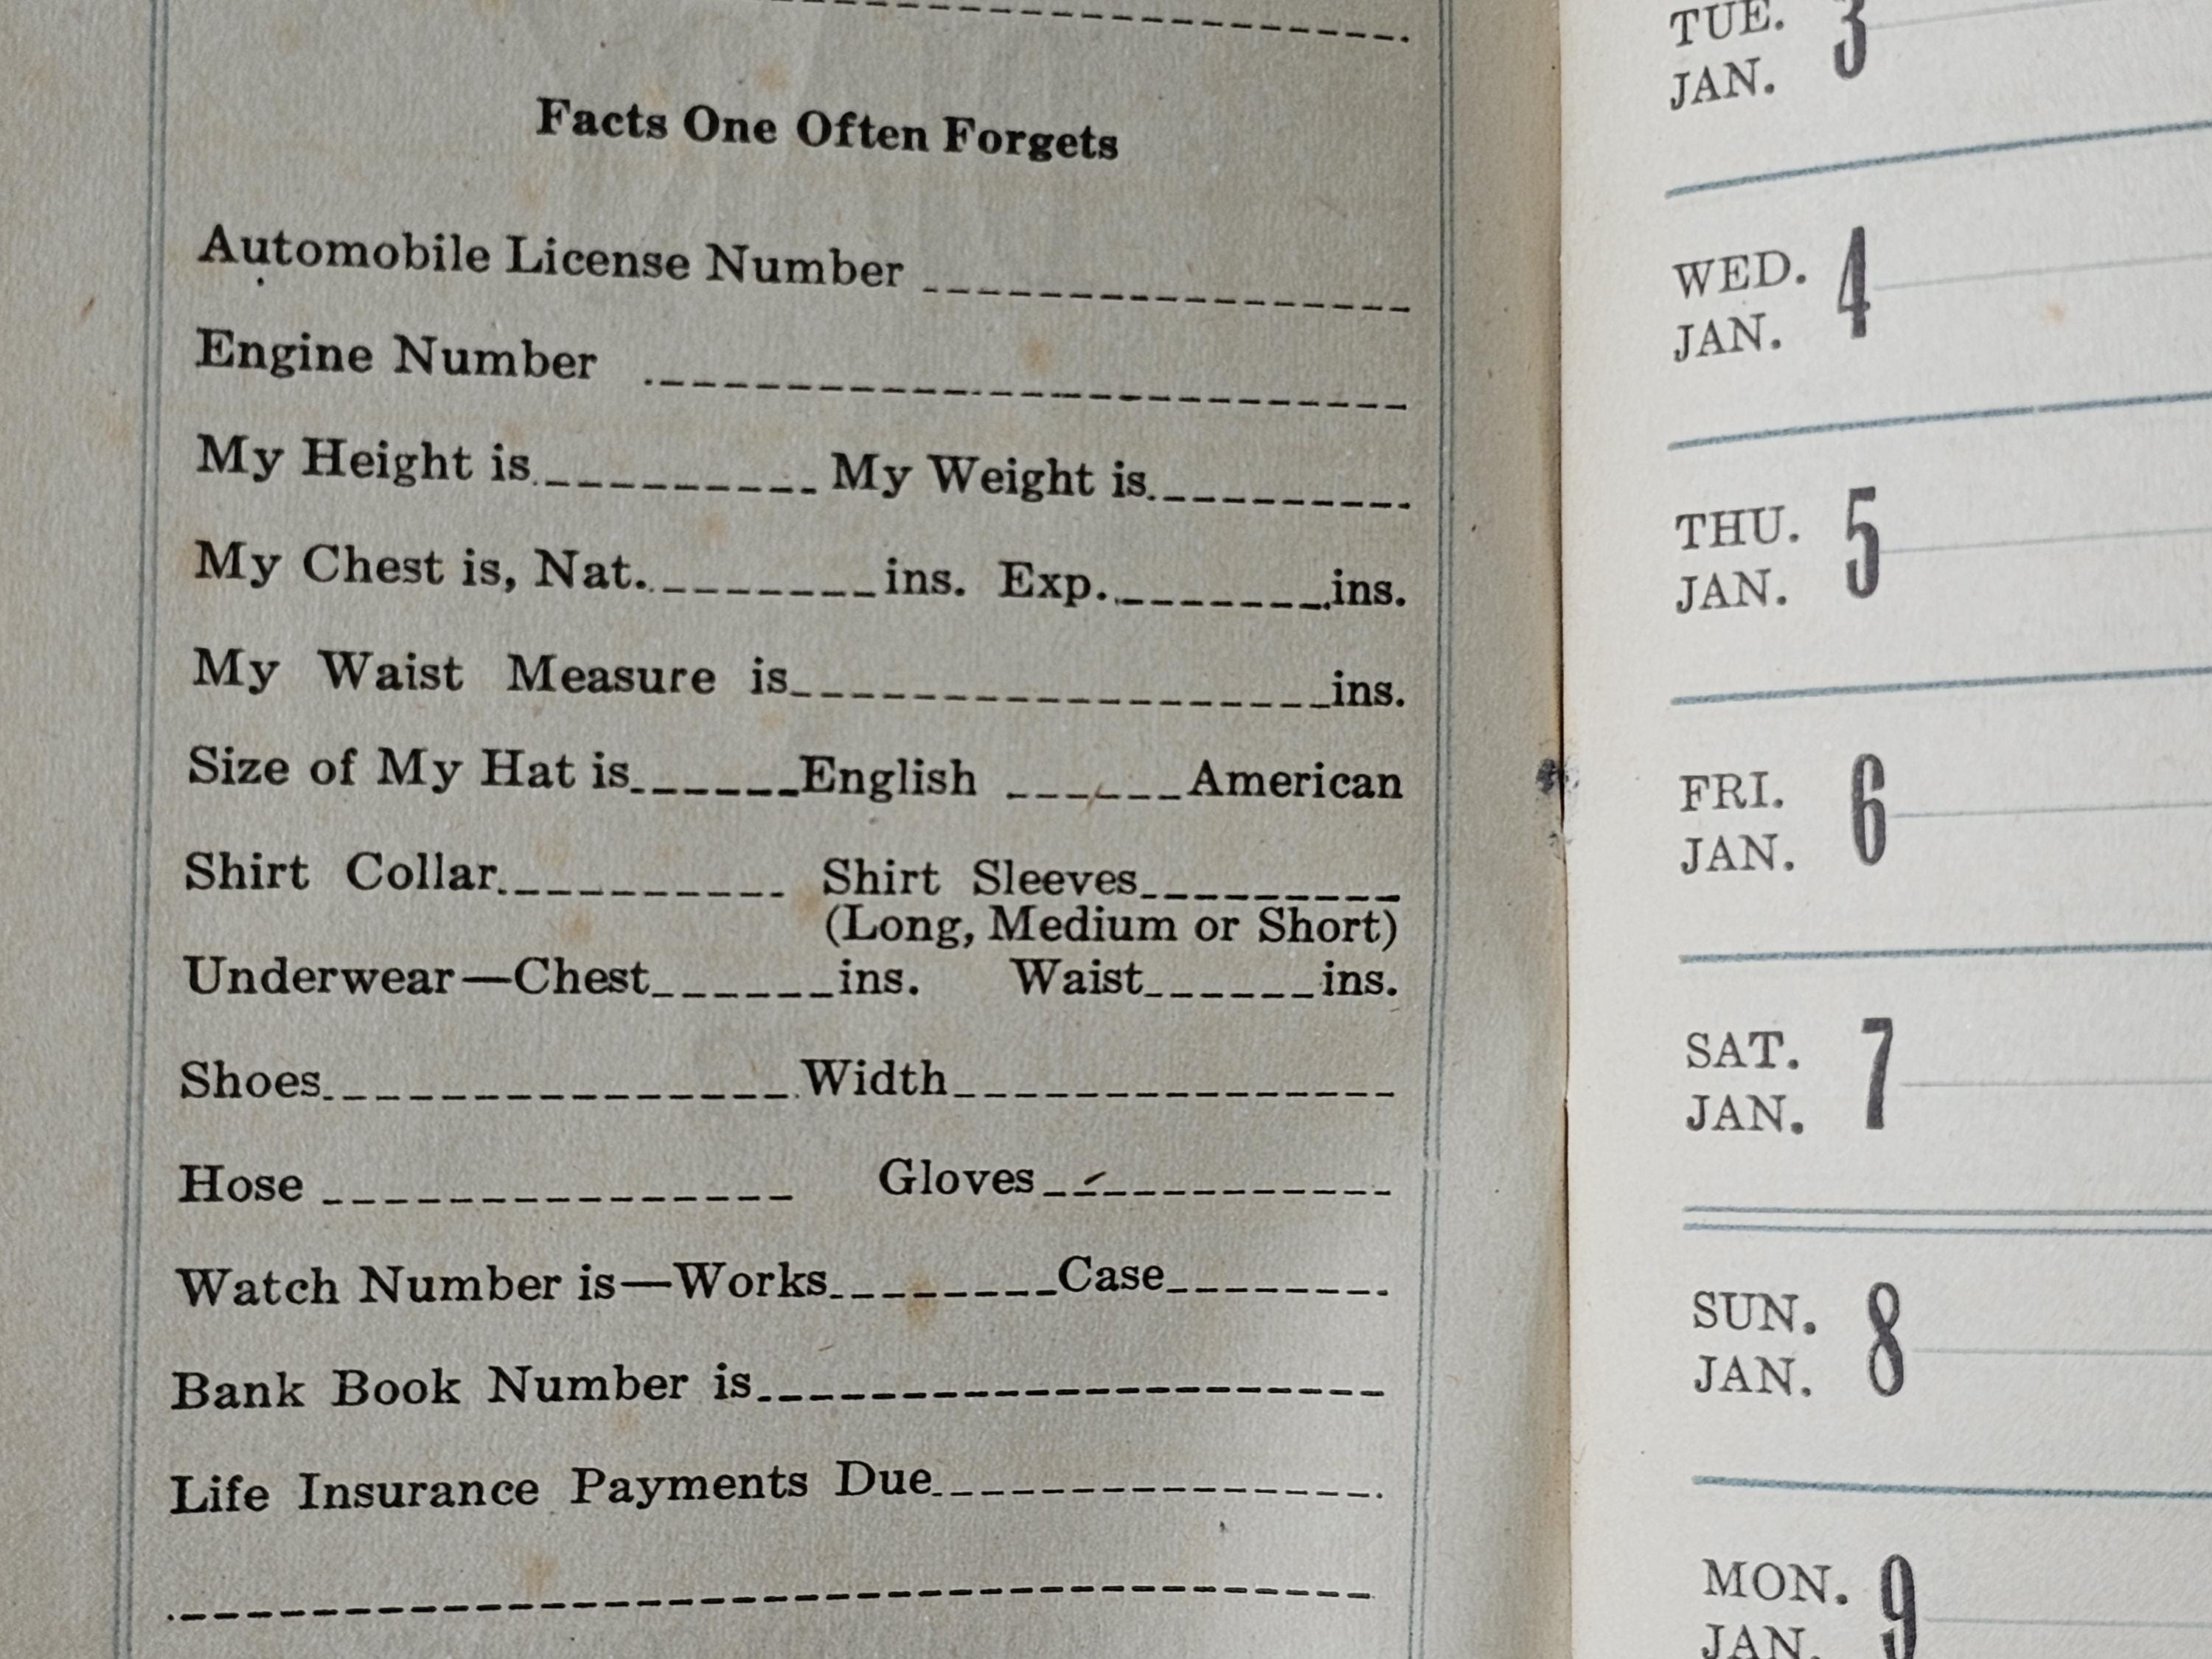 Facts One Often Forgets
Automobile License Number
Engine Number
My Height is My Weight is
My Chest is, Nat. ins. Exp. ins.
My Waist Measure is ins.
Size of My Hat is English American
Shirt Collar Shirt Sleeves
(Long, Medium or Short)
Underwear—Chest ins. Waist ins.
Shoes Width
Hose Gloves
Watch Number is—Works Case
Bank Book Number is
Life Insurance Payments Due
TUE. 3
JAN.
WED. 4
JAN.
THU. 5
JAN.
FRI. 6
JAN.
SAT. 7
JAN.
SUN. 8
JAN.
MON. 9
JAN.